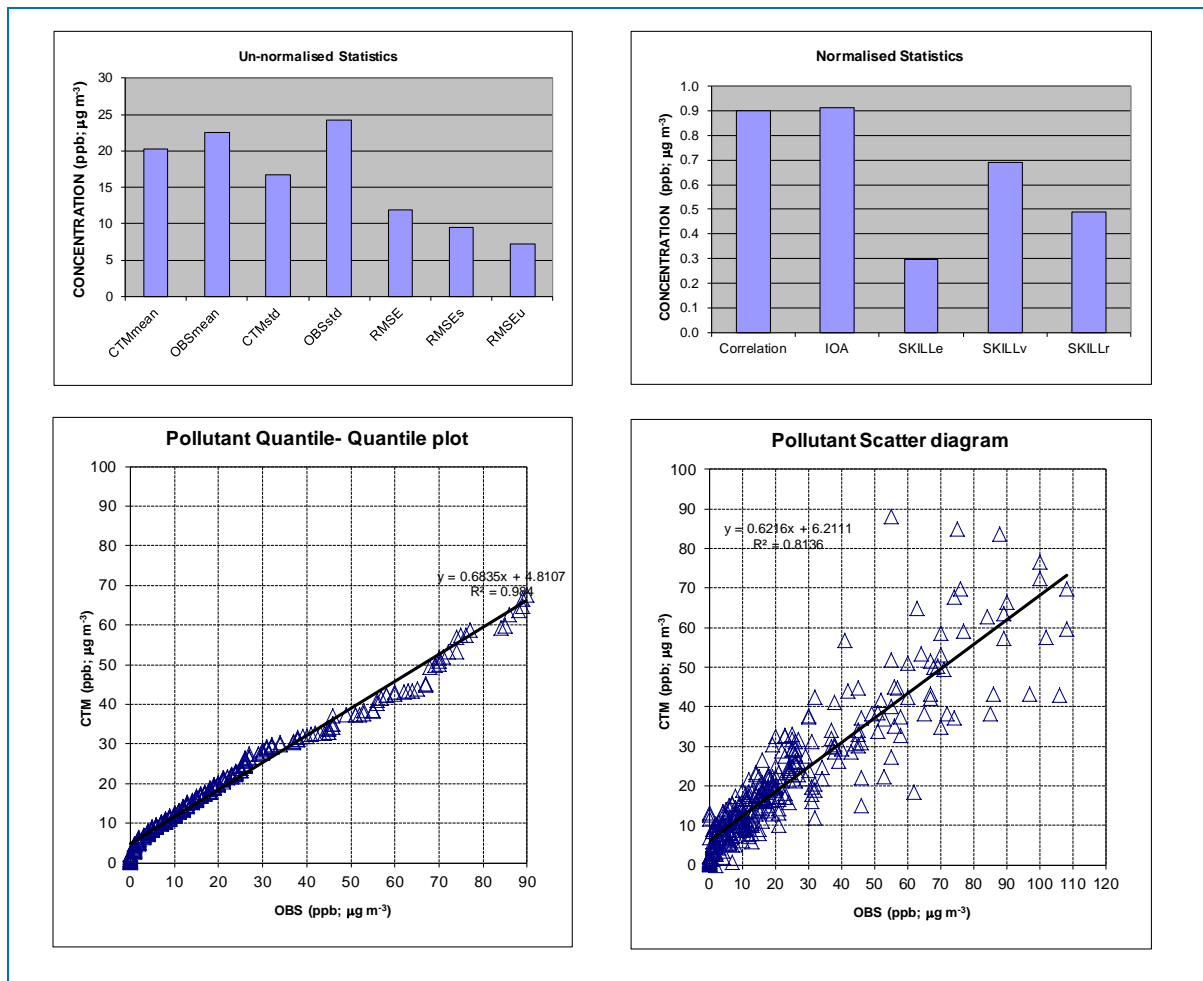 Un-normalised Statistics
CONCENTRATION (ppb; μg m-3)
30
25
20
15
10
5
0
CTMmean
OBSmean
CTMstd
OBSstd
RMSE
RMSEs
RMSEu
Normalised Statistics
CONCENTRATION (ppb; μg m-3)
1.0
0.9
0.8
0.7
0.6
0.5
0.4
0.3
0.2
0.1
0.0
Correlation
IOA
SKILLe
SKILLv
SKILLr
Pollutant Quantile- Quantile plot
CTM (ppb; μg m-3)
100
90
80
70
60
50
40
30
20
10
0
y = 0.6835x + 4.8107
R² = 0.984
0 10 20 30 40 50 60 70 80 90
OBS (ppb; μg m-3)
Pollutant Scatter diagram
CTM (ppb; μg m-3)
100
90
80
70
60
50
40
30
20
10
0
y = 0.6216x + 6.2111
R² = 0.8136
0 10 20 30 40 50 60 70 80 90 100 110 120
OBS (ppb; μg m-3)